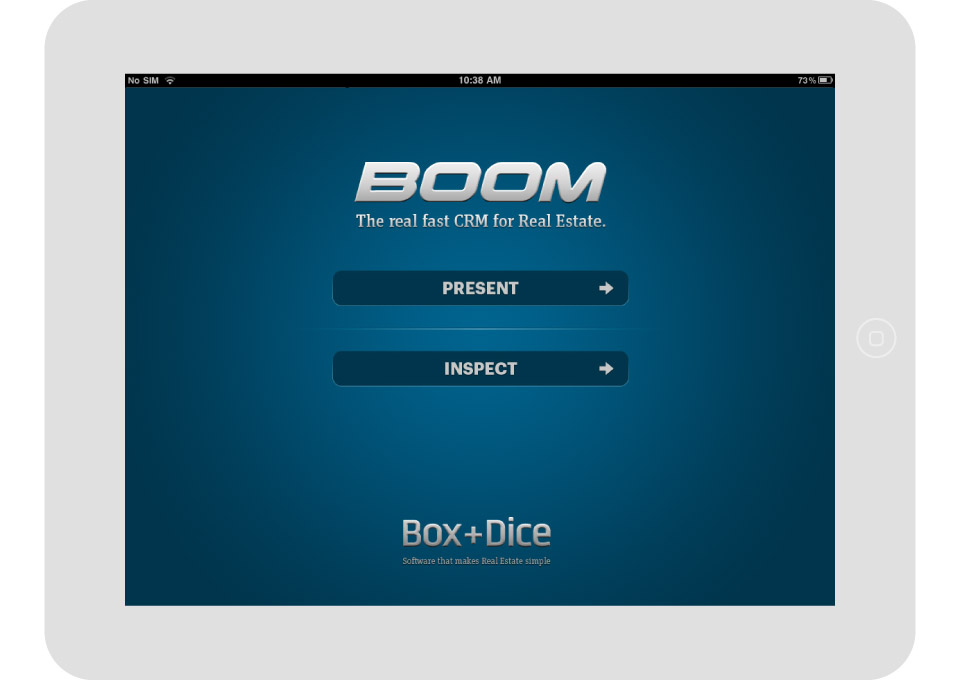 No SIM 10:38 AM 73%
BOOM
The real fast CRM for Real Estate.
PRESENT
INSPECT
Box+Dice
Software that makes Real Estate simple